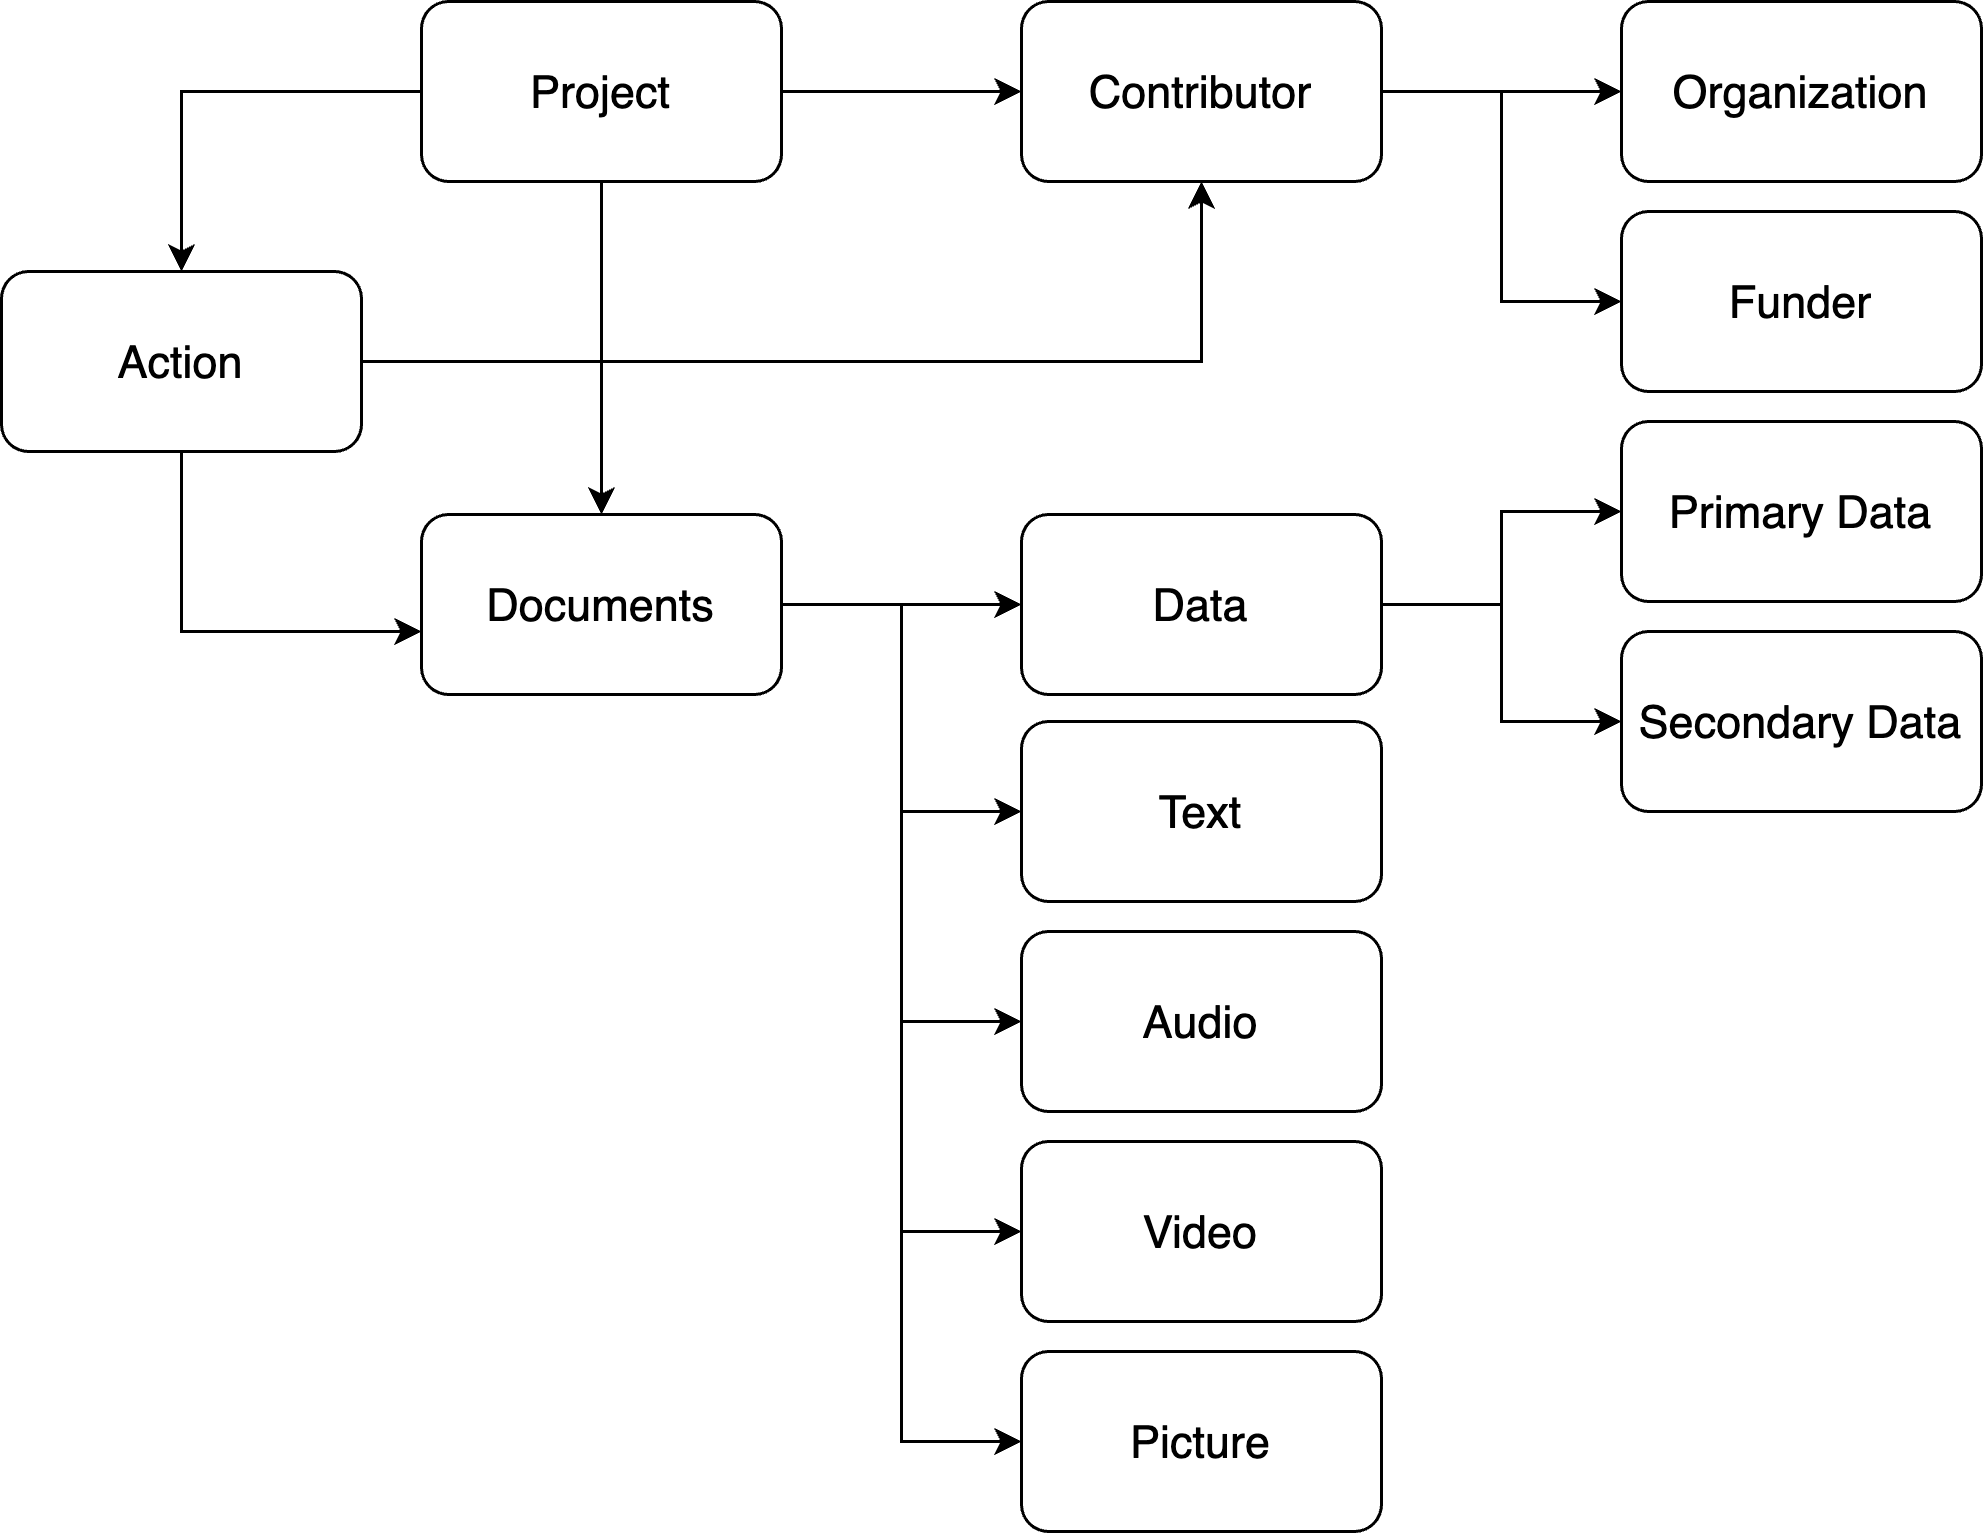 Project
Contributor
Organization
Funder
Action
Primary Data
Documents
Data
Secondary Data
Text
Audio
Video
Picture